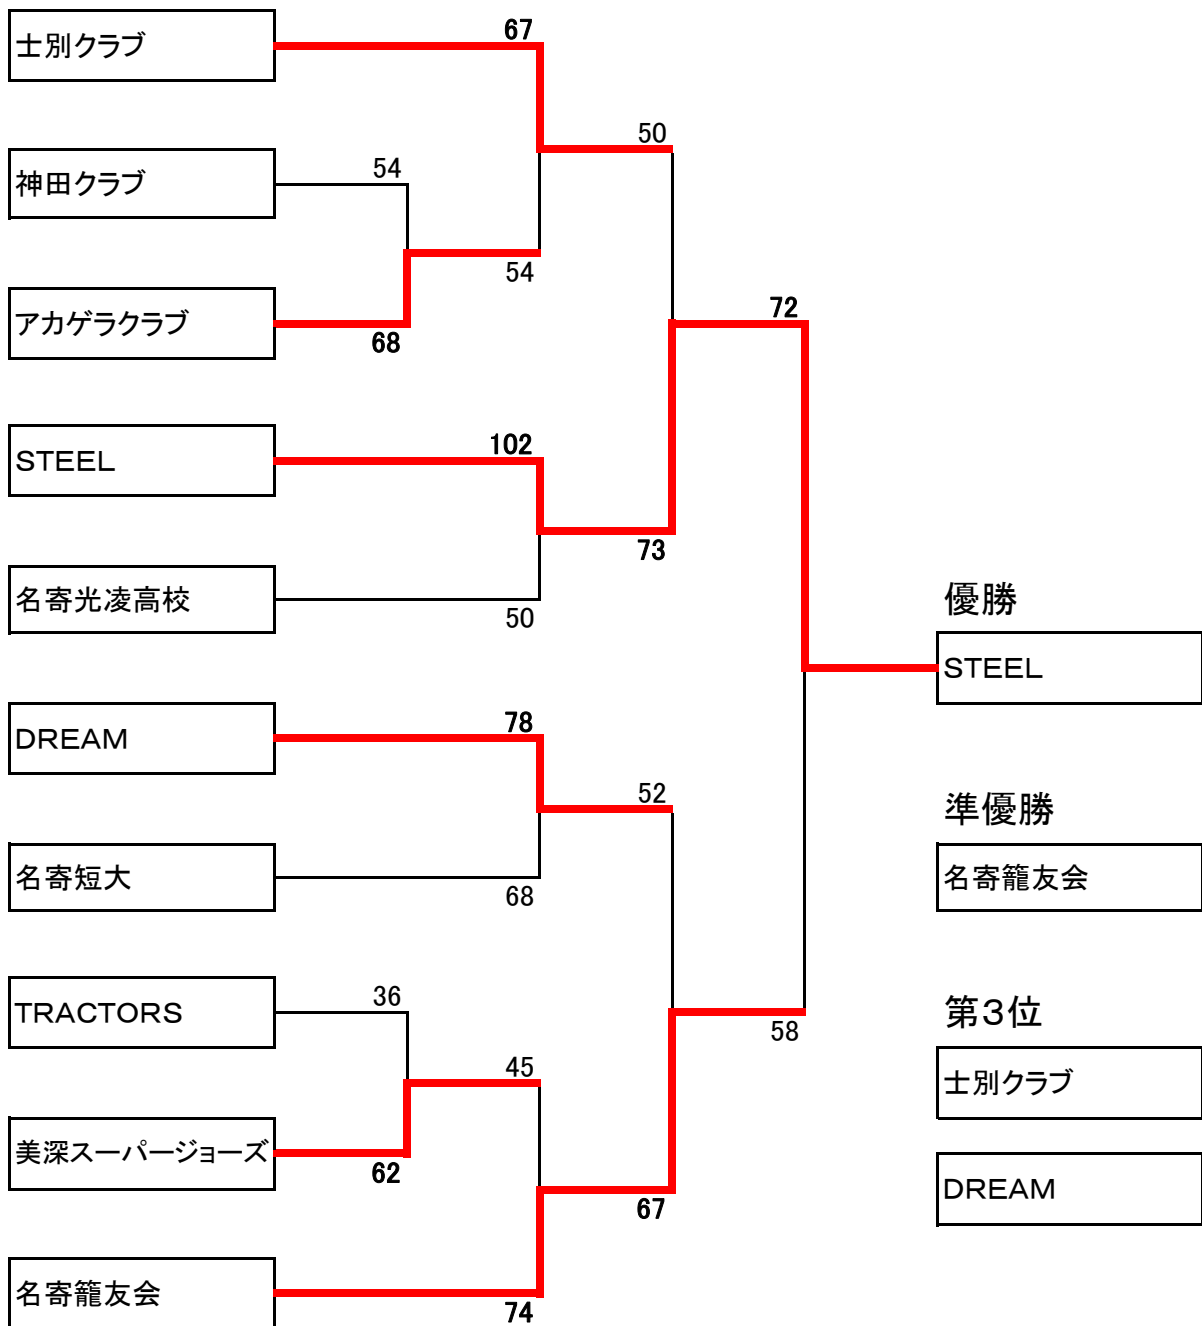 士別クラブ
67
50
神田クラブ
54
54
アカゲラクラブ
68
72
STEEL
102
73
名寄光凌高校
50
優勝
STEEL
DREAM
78
52
準優勝
名寄短大
68
名寄籠友会
TRACTORS
36
第3位
58
45
士別クラブ
美深スーパージョーズ
62
67
DREAM
名寄籠友会
74